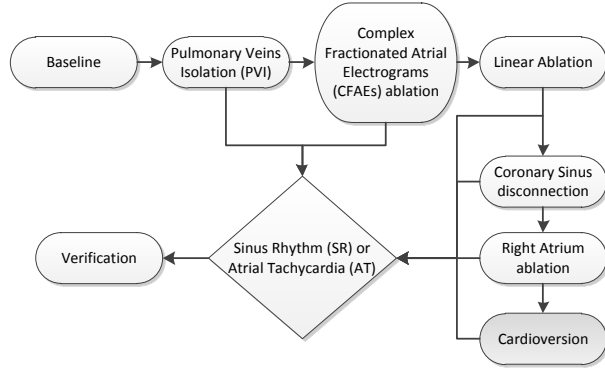 Baseline
Pulmonary Veins
Isolation (PVI)
Complex
Fractionated Atrial
Electrograms
(CFAEs) ablation
Linear Ablation
Coronary Sinus
disconnection
Verification
Sinus Rhythm (SR) or
Atrial Tachycardia (AT)
Right Atrium
ablation
Cardioversion